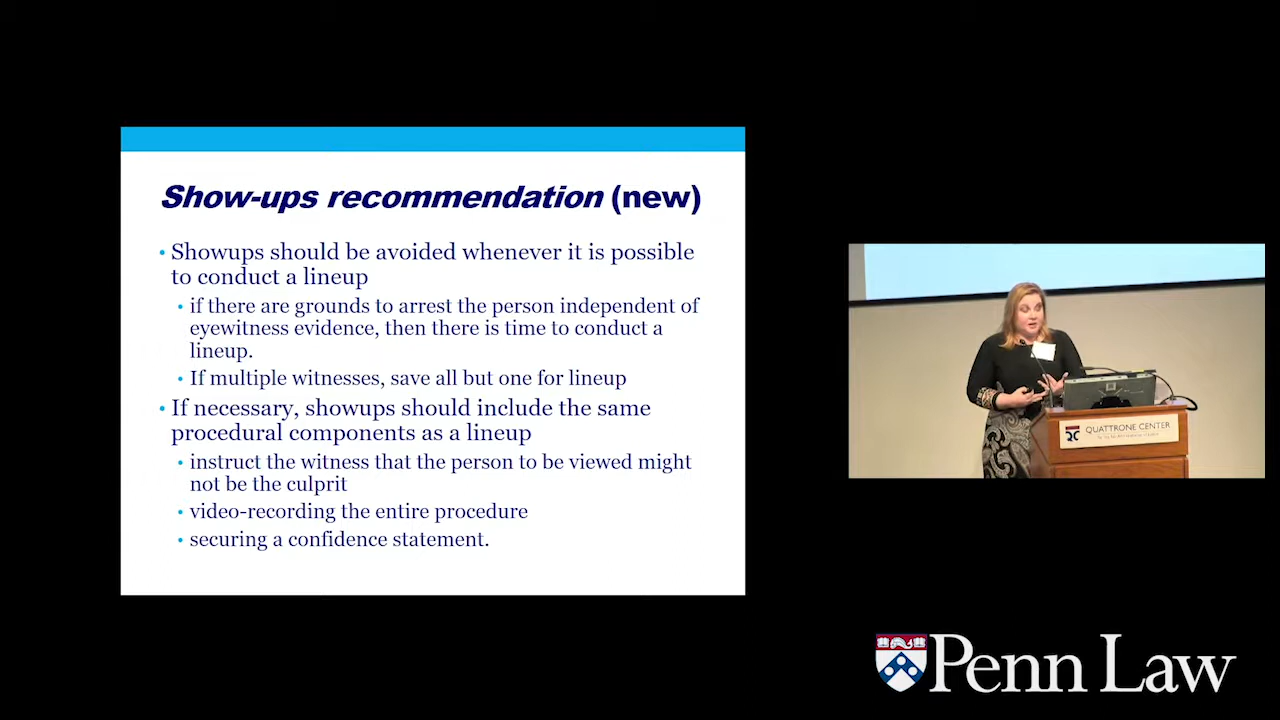 Show-ups recommendation (new)
• Showups should be avoided whenever it is possible
to conduct a lineup
• if there are grounds to arrest the person independent of
eyewitness evidence, then there is time to conduct a
lineup.
• If multiple witnesses, save all but one for lineup
• If necessary, showups should include the same
procedural components as a lineup
• instruct the witness that the person to be viewed might
not be the culprit
• video-recording the entire procedure
• securing a confidence statement.
QUATTRONE CENTER
Penn Law